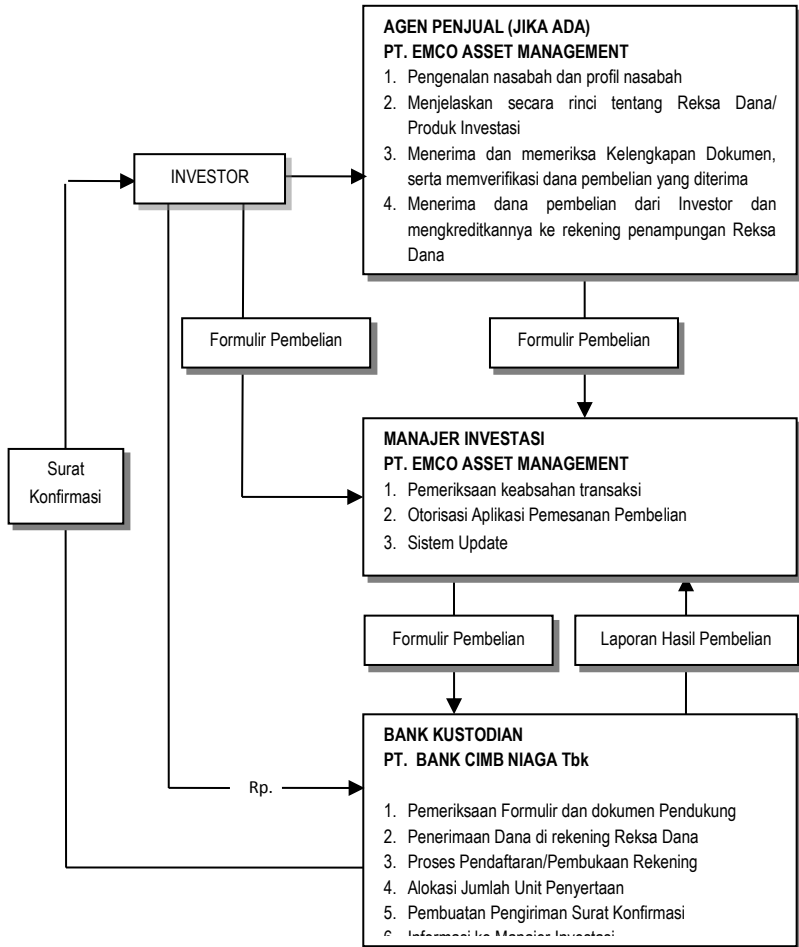 AGEN PENJUAL (JIKA ADA)
PT. EMCO ASSET MANAGEMENT
1. Pengenalan nasabah dan profil nasabah
2. Menjelaskan secara rinci tentang Reksa Dana/
Produk Investasi
3. Menerima dan memeriksa Kelengkapan Dokumen,
serta memverifikasi dana pembelian yang diterima
4. Menerima dana pembelian dari Investor dan
mengkreditkannya ke rekening penampungan Reksa
Dana
INVESTOR
Formulir Pembelian
Formulir Pembelian
MANAJER INVESTASI
PT. EMCO ASSET MANAGEMENT
1. Pemeriksaan keabsahan transaksi
2. Otorisasi Aplikasi Pemesanan Pembelian
3. Sistem Update
Surat
Konfirmasi
Formulir Pembelian
Laporan Hasil Pembelian
BANK KUSTODIAN
PT. BANK CIMB NIAGA Tbk
Rp.
1. Pemeriksaan Formulir dan dokumen Pendukung
2. Penerimaan Dana di rekening Reksa Dana
3. Proses Pendaftaran/Pembukaan Rekening
4. Alokasi Jumlah Unit Penyertaan
5. Pembuatan Pengiriman Surat Konfirmasi
6. Informasi ke Manajer Investasi